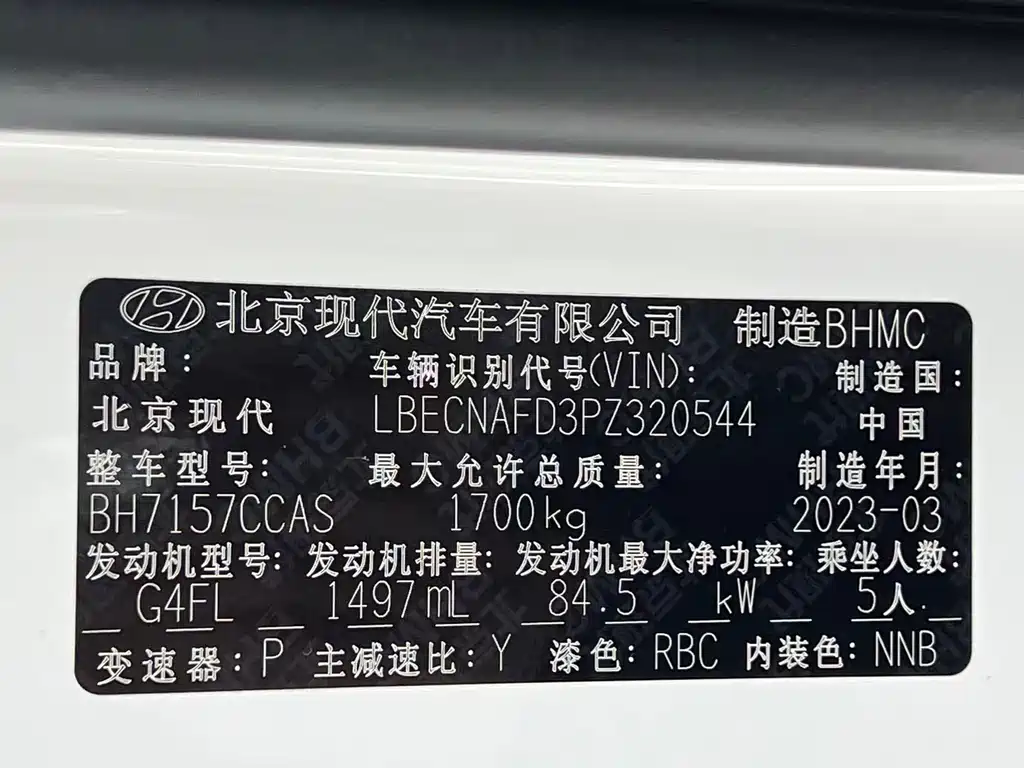 北京现代汽车有限公司 制造BHMC
品牌: 车辆识别代号(VIN): 制造国:
北京现代 LBECNAFD3PZ320544 中国
整车型号: 最大允许总质量: 制造年月:
BH7157CCAS 1700kg 2023-03
发动机型号: 发动机排量: 发动机最大净功率: 乘坐人数:
G4FL 1497mL 84.5 kW 5人
变速器: P 主减速比: Y 漆色: RBC 内装色: NNB